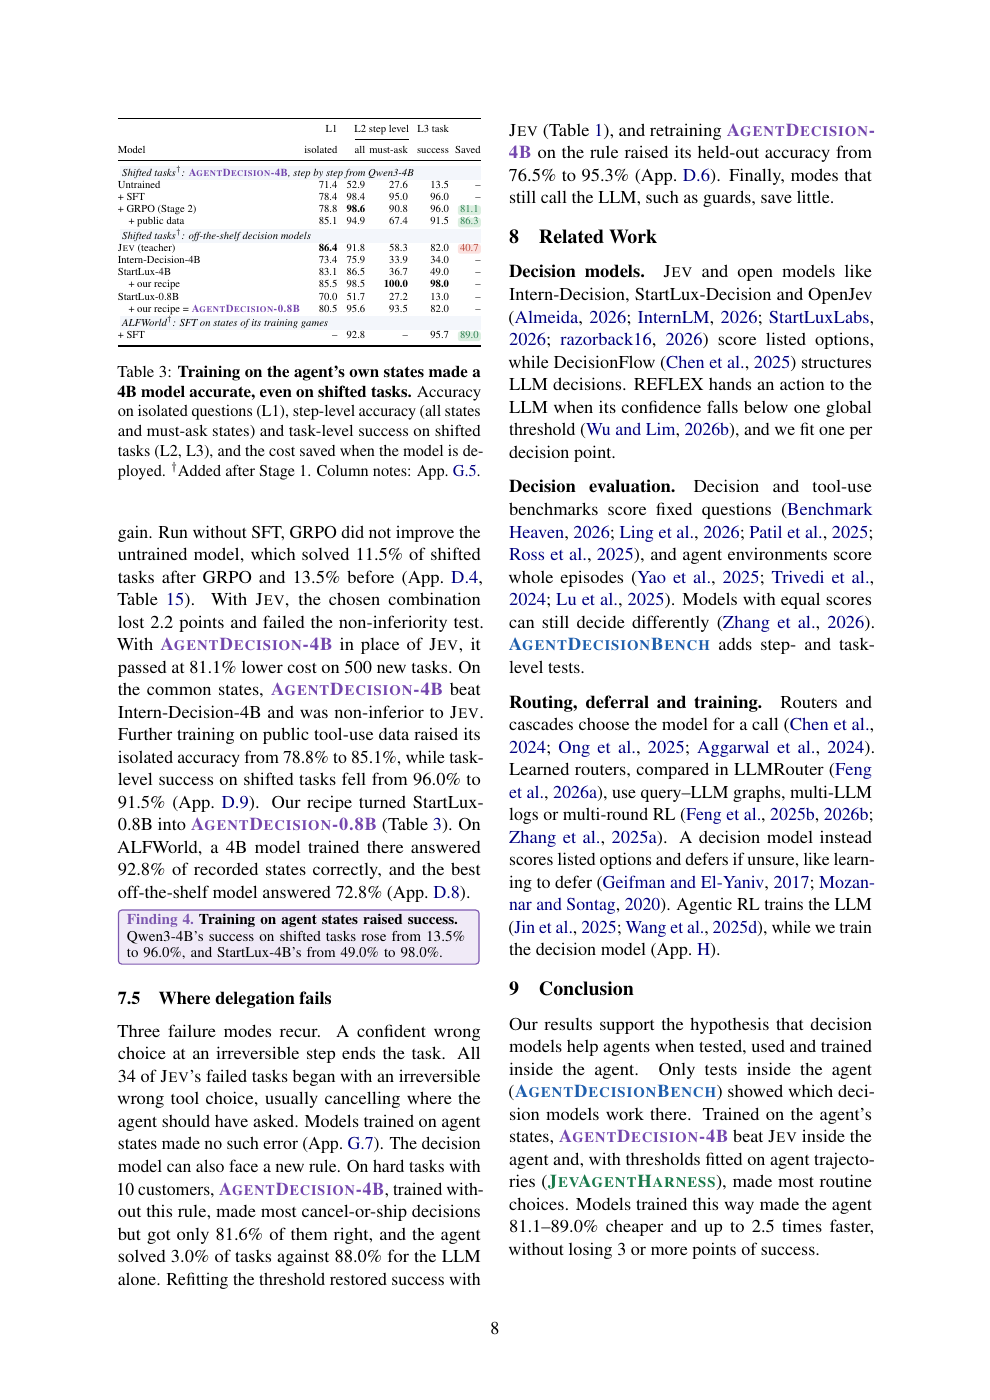 L1 L2 step level L3 task
Model isolated all must-ask success Saved
Shifted tasks†: AGENTDECISION-4B, step by step from Qwen3-4B
Untrained 71.4 52.9 27.6 13.5 –
+ SFT 78.4 98.4 95.0 96.0 –
+ GRPO (Stage 2) 78.8 98.6 90.8 96.0 81.1
+ public data 85.1 94.9 67.4 91.5 86.3
Shifted tasks†: off-the-shelf decision models
JEV (teacher) 86.4 91.8 58.3 82.0 40.7
Intern-Decision-4B 73.4 75.9 33.9 34.0 –
StartLux-4B 83.1 86.5 36.7 49.0 –
+ our recipe 85.5 98.5 100.0 98.0 –
StartLux-0.8B 70.0 51.7 27.2 13.0 –
+ our recipe = AGENTDECISION-0.8B 80.5 95.6 93.5 82.0 –
ALFWorld†: SFT on states of its training games
+ SFT – 92.8 – 95.7 89.0
Table 3: Training on the agent's own states made a
4B model accurate, even on shifted tasks. Accuracy
on isolated questions (L1), step-level accuracy (all states
and must-ask states) and task-level success on shifted
tasks (L2, L3), and the cost saved when the model is de-
ployed. †Added after Stage 1. Column notes: App. G.5.
gain. Run without SFT, GRPO did not improve the
untrained model, which solved 11.5% of shifted
tasks after GRPO and 13.5% before (App. D.4,
Table 15). With JEV, the chosen combination
lost 2.2 points and failed the non-inferiority test.
With AGENTDECISION-4B in place of JEV, it
passed at 81.1% lower cost on 500 new tasks. On
the common states, AGENTDECISION-4B beat
Intern-Decision-4B and was non-inferior to JEV.
Further training on public tool-use data raised its
isolated accuracy from 78.8% to 85.1%, while task-
level success on shifted tasks fell from 96.0% to
91.5% (App. D.9). Our recipe turned StartLux-
0.8B into AGENTDECISION-0.8B (Table 3). On
ALFWorld, a 4B model trained there answered
92.8% of recorded states correctly, and the best
off-the-shelf model answered 72.8% (App. D.8).
Finding 4. Training on agent states raised success.
Qwen3-4B's success on shifted tasks rose from 13.5%
to 96.0%, and StartLux-4B's from 49.0% to 98.0%.
7.5 Where delegation fails
Three failure modes recur. A confident wrong
choice at an irreversible step ends the task. All
34 of JEV's failed tasks began with an irreversible
wrong tool choice, usually cancelling where the
agent should have asked. Models trained on agent
states made no such error (App. G.7). The decision
model can also face a new rule. On hard tasks with
10 customers, AGENTDECISION-4B, trained with-
out this rule, made most cancel-or-ship decisions
but got only 81.6% of them right, and the agent
solved 3.0% of tasks against 88.0% for the LLM
alone. Refitting the threshold restored success with
JEV (Table 1), and retraining AGENTDECISION-
4B on the rule raised its held-out accuracy from
76.5% to 95.3% (App. D.6). Finally, modes that
still call the LLM, such as guards, save little.
8 Related Work
Decision models. JEV and open models like
Intern-Decision, StartLux-Decision and OpenJev
(Almeida, 2026; InternLM, 2026; StartLuxLabs,
2026; razorback16, 2026) score listed options,
while DecisionFlow (Chen et al., 2025) structures
LLM decisions. REFLEX hands an action to the
LLM when its confidence falls below one global
threshold (Wu and Lim, 2026b), and we fit one per
decision point.
Decision evaluation. Decision and tool-use
benchmarks score fixed questions (Benchmark
Heaven, 2026; Ling et al., 2026; Patil et al., 2025;
Ross et al., 2025), and agent environments score
whole episodes (Yao et al., 2025; Trivedi et al.,
2024; Lu et al., 2025). Models with equal scores
can still decide differently (Zhang et al., 2026).
AGENTDECISIONBENCH adds step- and task-
level tests.
Routing, deferral and training. Routers and
cascades choose the model for a call (Chen et al.,
2024; Ong et al., 2025; Aggarwal et al., 2024).
Learned routers, compared in LLMRouter (Feng
et al., 2026a), use query–LLM graphs, multi-LLM
logs or multi-round RL (Feng et al., 2025b, 2026b;
Zhang et al., 2025a). A decision model instead
scores listed options and defers if unsure, like learn-
ing to defer (Geifman and El-Yaniv, 2017; Mozan-
nar and Sontag, 2020). Agentic RL trains the LLM
(Jin et al., 2025; Wang et al., 2025d), while we train
the decision model (App. H).
9 Conclusion
Our results support the hypothesis that decision
models help agents when tested, used and trained
inside the agent. Only tests inside the agent
(AGENTDECISIONBENCH) showed which deci-
sion models work there. Trained on the agent's
states, AGENTDECISION-4B beat JEV inside the
agent and, with thresholds fitted on agent trajecto-
ries (JEVAGENTHARNESS), made most routine
choices. Models trained this way made the agent
81.1–89.0% cheaper and up to 2.5 times faster,
without losing 3 or more points of success.
8